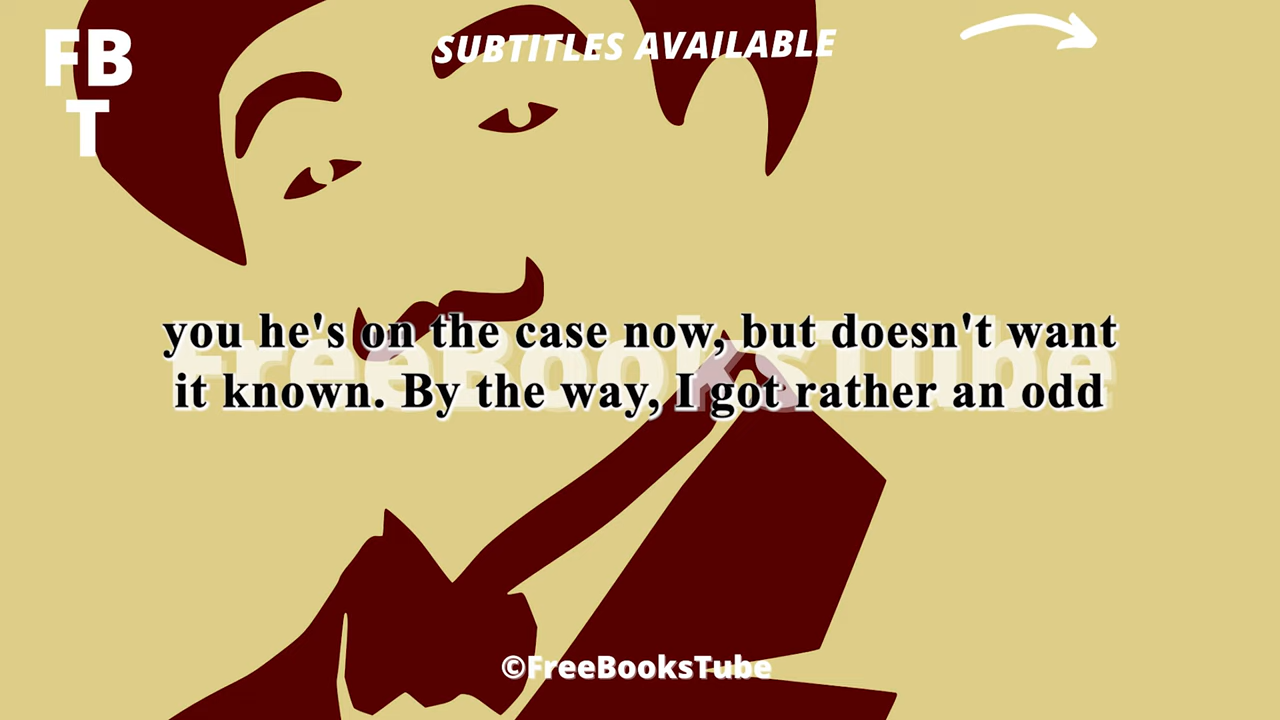 FB
T
SUBTITLES AVAILABLE
FreeBooksTube
you he's on the case now, but doesn't want
it known. By the way, I got rather an odd
©FreeBooksTube